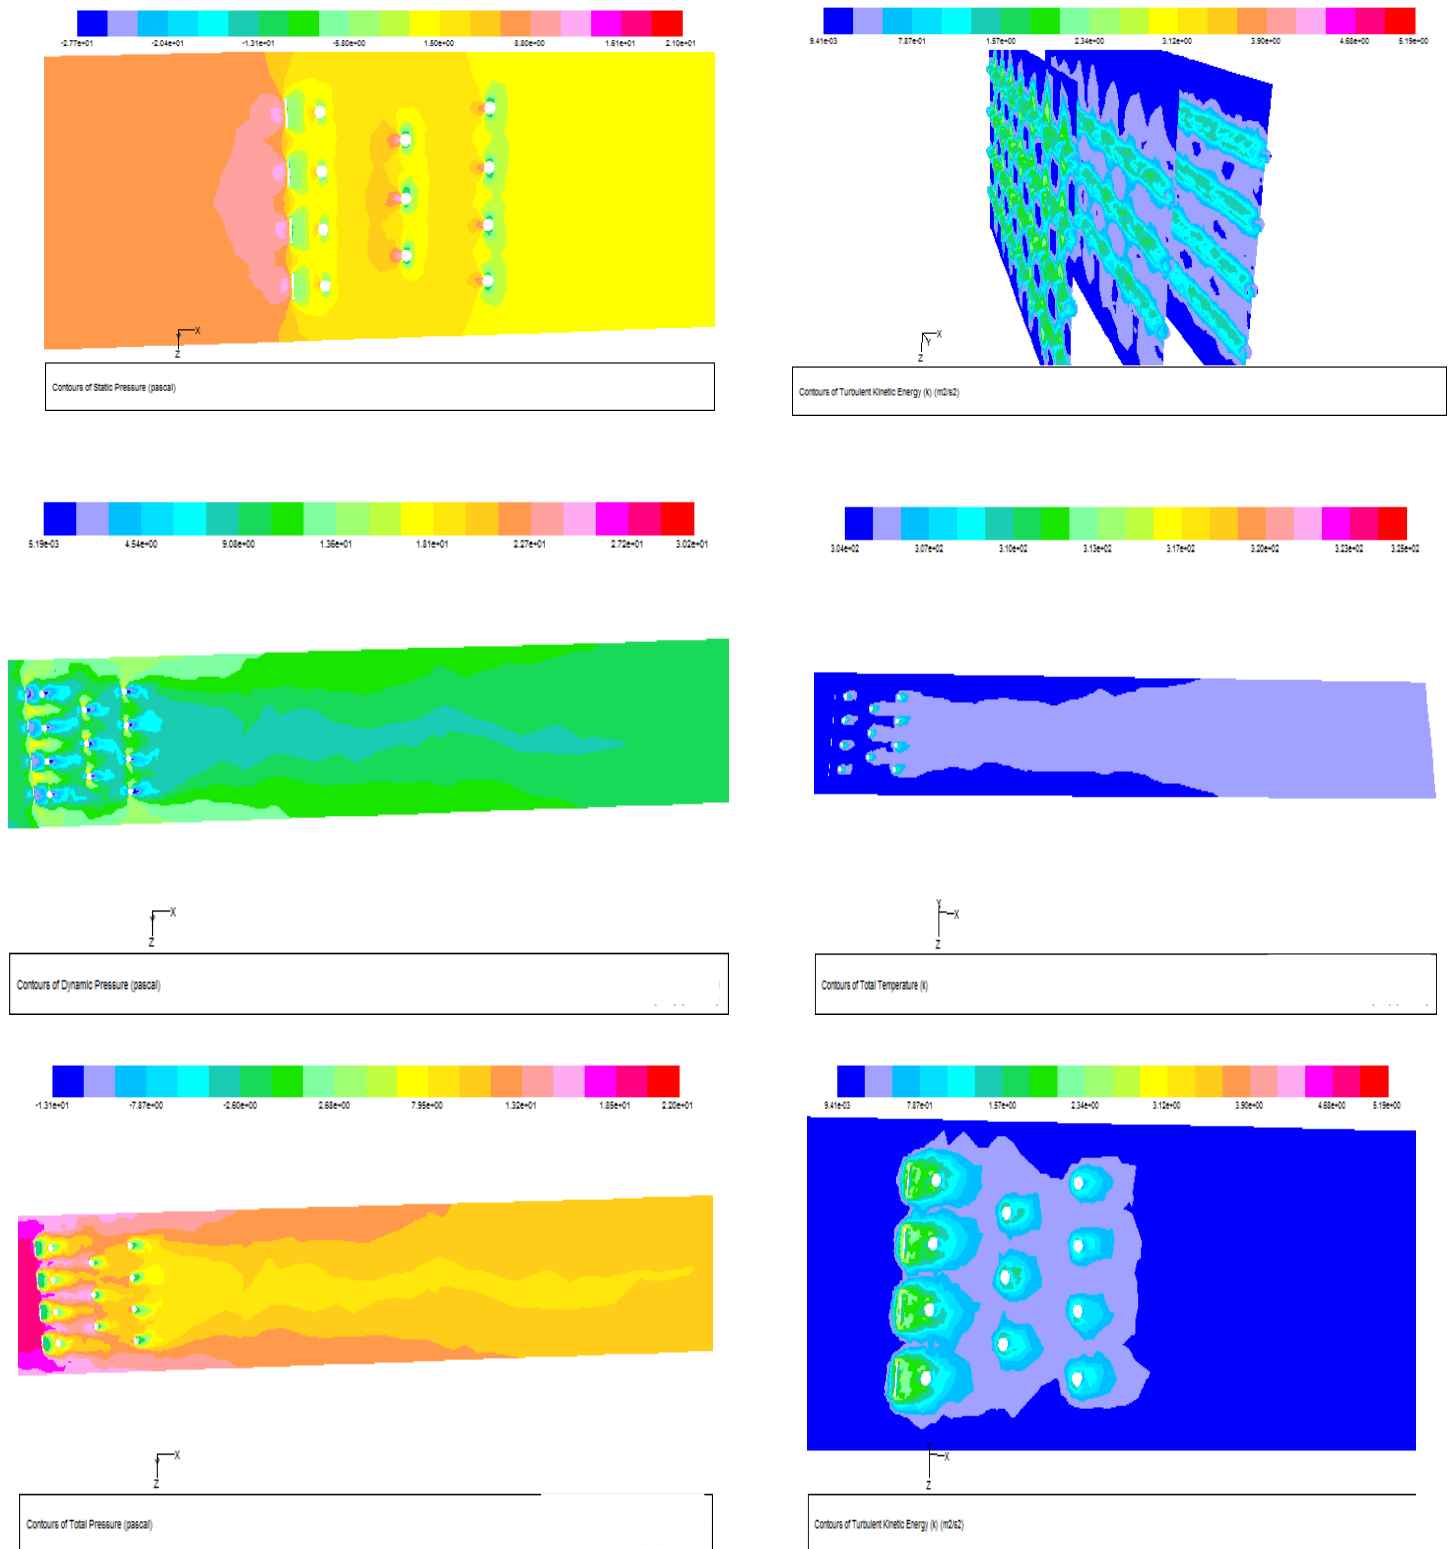 -2.77e+01 -2.04e+01 -1.31e+01 -5.80e+00 1.50e+00 8.80e+00 1.61e+01 2.10e+01
X
Z
Contours of Static Pressure (pascal)
9.41e-03 7.87e-01 1.57e+00 2.34e+00 3.12e+00 3.90e+00 4.68e+00 5.19e+00
X
Y
Z
Contours of Turbulent Kinetic Energy (k) (m2/s2)
5.19e-03 4.54e+00 9.08e+00 1.36e+01 1.81e+01 2.27e+01 2.72e+01 3.02e+01
X
Z
Contours of Dynamic Pressure (pascal)
3.04e+02 3.07e+02 3.10e+02 3.13e+02 3.17e+02 3.20e+02 3.23e+02 3.25e+02
Y
X
Z
Contours of Total Temperature (k)
-1.31e+01 -7.87e+00 -2.60e+00 2.68e+00 7.95e+00 1.32e+01 1.85e+01 2.20e+01
X
Z
Contours of Total Pressure (pascal)
9.41e-03 7.87e-01 1.57e+00 2.34e+00 3.12e+00 3.90e+00 4.68e+00 5.19e+00
X
Z
Contours of Turbulent Kinetic Energy (k) (m2/s2)